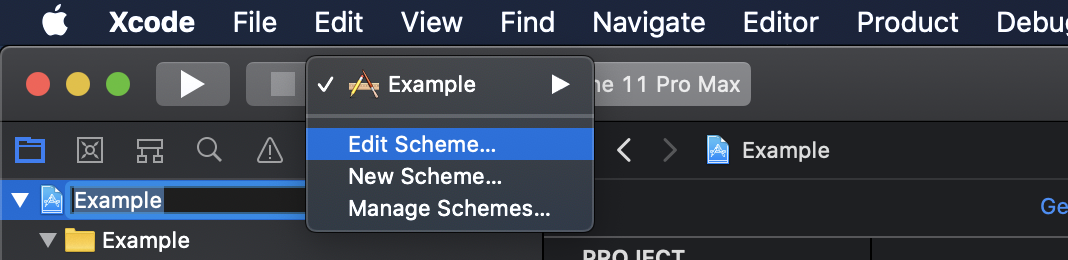 Xcode File Edit View Find Navigate Editor Product Debu
Example
ne 11 Pro Max
Edit Scheme...
New Scheme...
Manage Schemes...
Example
Ge
Example
Example
PROJECT